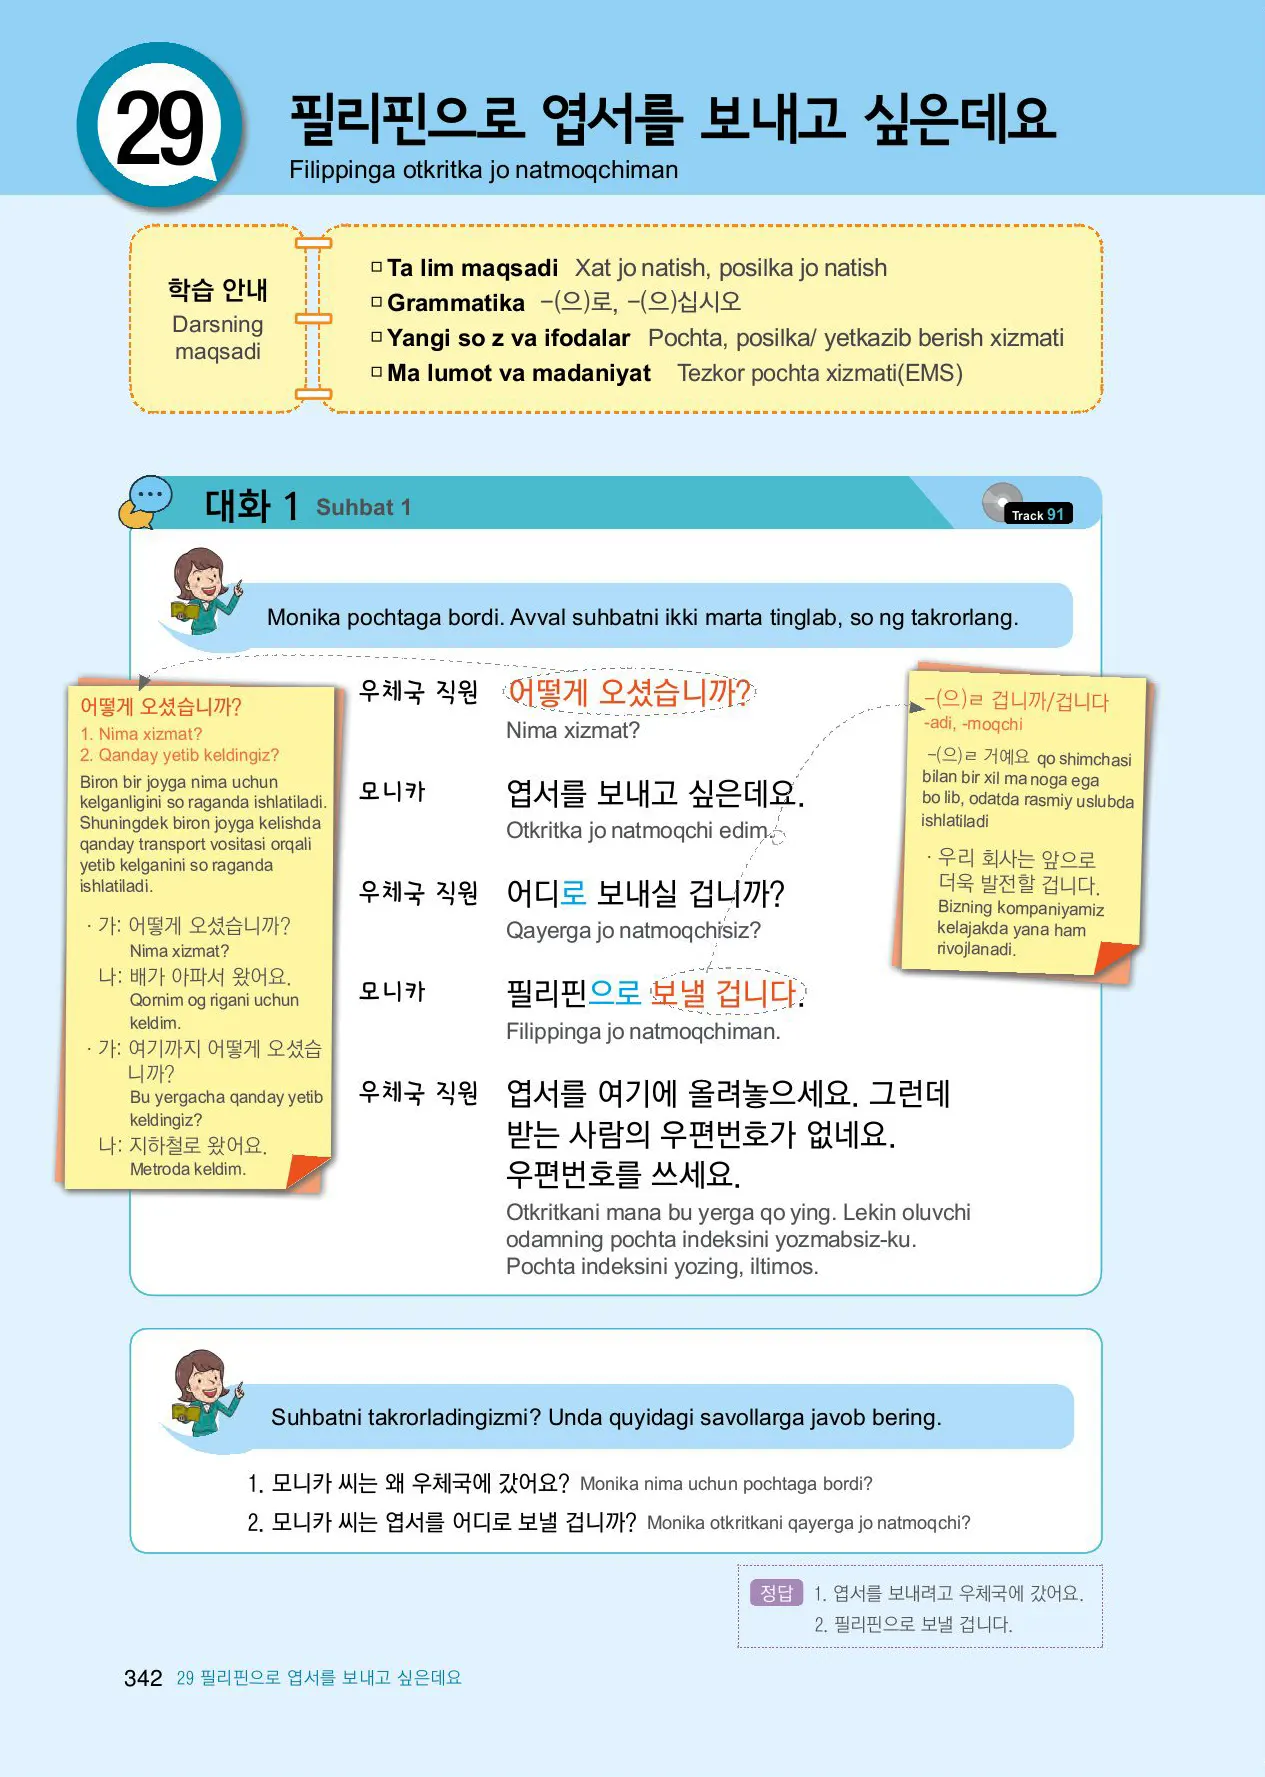 29
필리핀으로 엽서를 보내고 싶은데요
Filippinga otkritka jo natmoqchiman
학습 안내
Darsning
maqsadi
□ Ta lim maqsadi Xat jo natish, posilka jo natish
□ Grammatika -(으)로, -(으)십시오
□ Yangi so z va ifodalar Pochta, posilka/ yetkazib berish xizmati
□ Ma lumot va madaniyat Tezkor pochta xizmati(EMS)
대화 1 Suhbat 1
Track 91
Monika pochtaga bordi. Avval suhbatni ikki marta tinglab, so ng takrorlang.
우체국 직원 어떻게 오셨습니까?
Nima xizmat?
모니카 엽서를 보내고 싶은데요.
Otkritka jo natmoqchi edim.
우체국 직원 어디로 보내실 겁니까?
Qayerga jo natmoqchisiz?
모니카 필리핀으로 보낼 겁니다.
Filippinga jo natmoqchiman.
우체국 직원 엽서를 여기에 올려놓으세요. 그런데
받는 사람의 우편번호가 없네요.
우편번호를 쓰세요.
Otkritkani mana bu yerga qo ying. Lekin oluvchi
odamning pochta indeksini yozmabsiz-ku.
Pochta indeksini yozing, iltimos.
어떻게 오셨습니까?
1. Nima xizmat?
2. Qanday yetib keldingiz?
Biron bir joyga nima uchun
kelganligini so raganda ishlatiladi.
Shuningdek biron joyga kelishda
qanday transport vositasi orqali
yetib kelganini so raganda
ishlatiladi.
· 가: 어떻게 오셨습니까?
Nima xizmat?
나: 배가 아파서 왔어요.
Qornim og rigani uchun
keldim.
· 가: 여기까지 어떻게 오셨습
니까?
Bu yergacha qanday yetib
keldingiz?
나: 지하철로 왔어요.
Metroda keldim.
-(으)ㄹ 겁니까/겁니다
-adi, -moqchi
-(으)ㄹ 거예요 qo shimchasi
bilan bir xil ma noga ega
bo lib, odatda rasmiy uslubda
ishlatiladi
· 우리 회사는 앞으로
더욱 발전할 겁니다.
Bizning kompaniyamiz
kelajakda yana ham
rivojlanadi.
Suhbatni takrorladingizmi? Unda quyidagi savollarga javob bering.
1. 모니카 씨는 왜 우체국에 갔어요? Monika nima uchun pochtaga bordi?
2. 모니카 씨는 엽서를 어디로 보낼 겁니까? Monika otkritkani qayerga jo natmoqchi?
정답 1. 엽서를 보내려고 우체국에 갔어요.
2. 필리핀으로 보낼 겁니다.
342 29 필리핀으로 엽서를 보내고 싶은데요